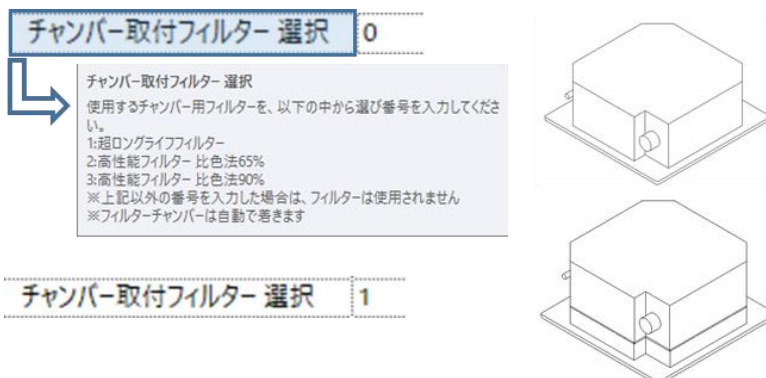 チャンバー取付フィルター 選択 0
チャンバー取付フィルター 選択
使用するチャンバー用フィルターを、以下の中から選び番号を入力してくださ
い。
1:超ロングライフフィルター
2:高性能フィルター 比色法65%
3:高性能フィルター 比色法90%
※上記以外の番号を入力した場合は、フィルターは使用されません
※フィルターチャンバーは自動で着きます
チャンバー取付フィルター 選択 1